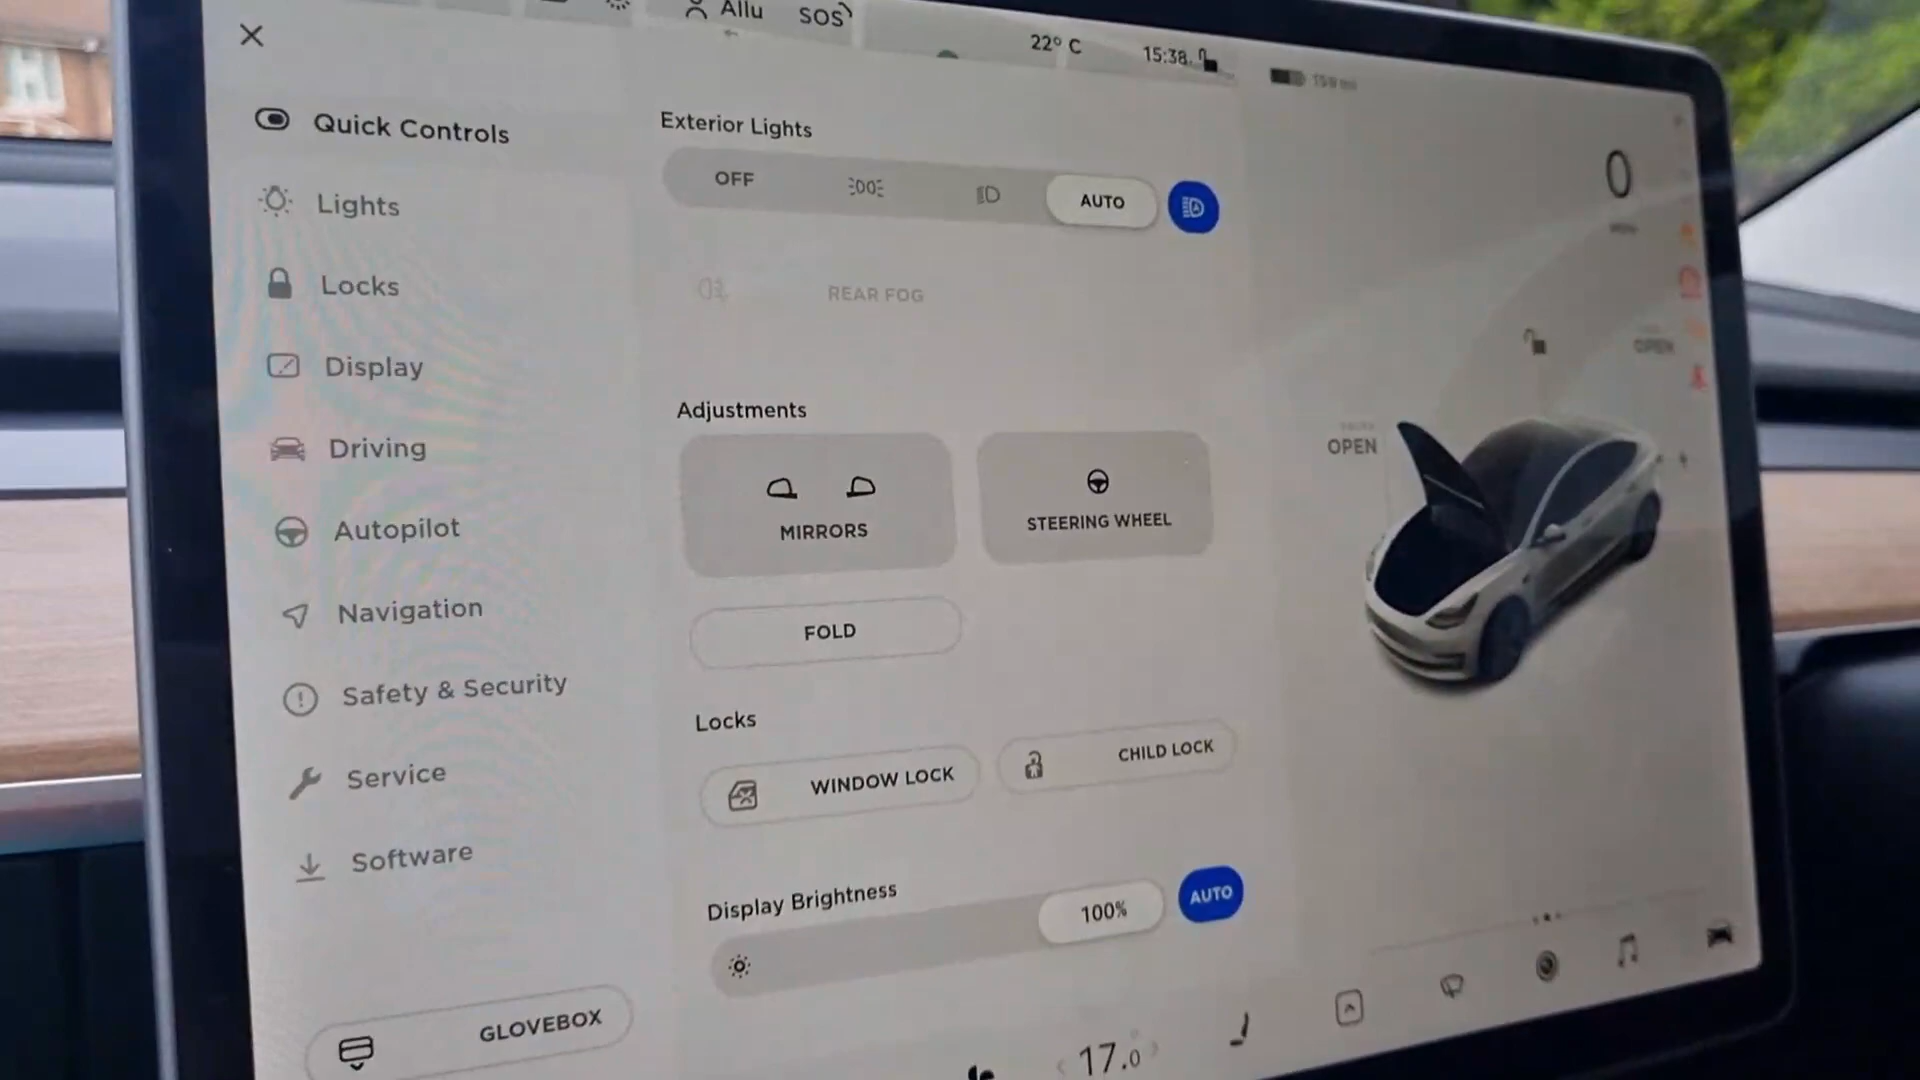 Allu
SOS
22° C
15:38
Quick Controls
Lights
Locks
Display
Driving
Autopilot
Navigation
Safety & Security
Service
Software
GLOVEBOX
Exterior Lights
OFF
AUTO
REAR FOG
Adjustments
MIRRORS
STEERING WHEEL
FOLD
Locks
WINDOW LOCK
CHILD LOCK
Display Brightness
100%
AUTO
17.0
0
OPEN
OPEN